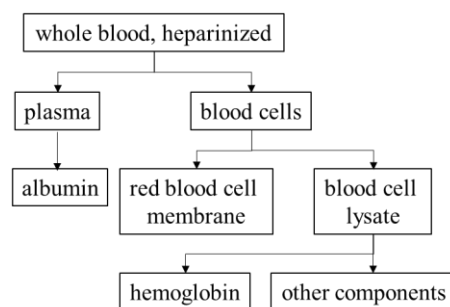 whole blood, heparinized
plasma
blood cells
albumin
red blood cell
membrane
blood cell
lysate
hemoglobin
other components